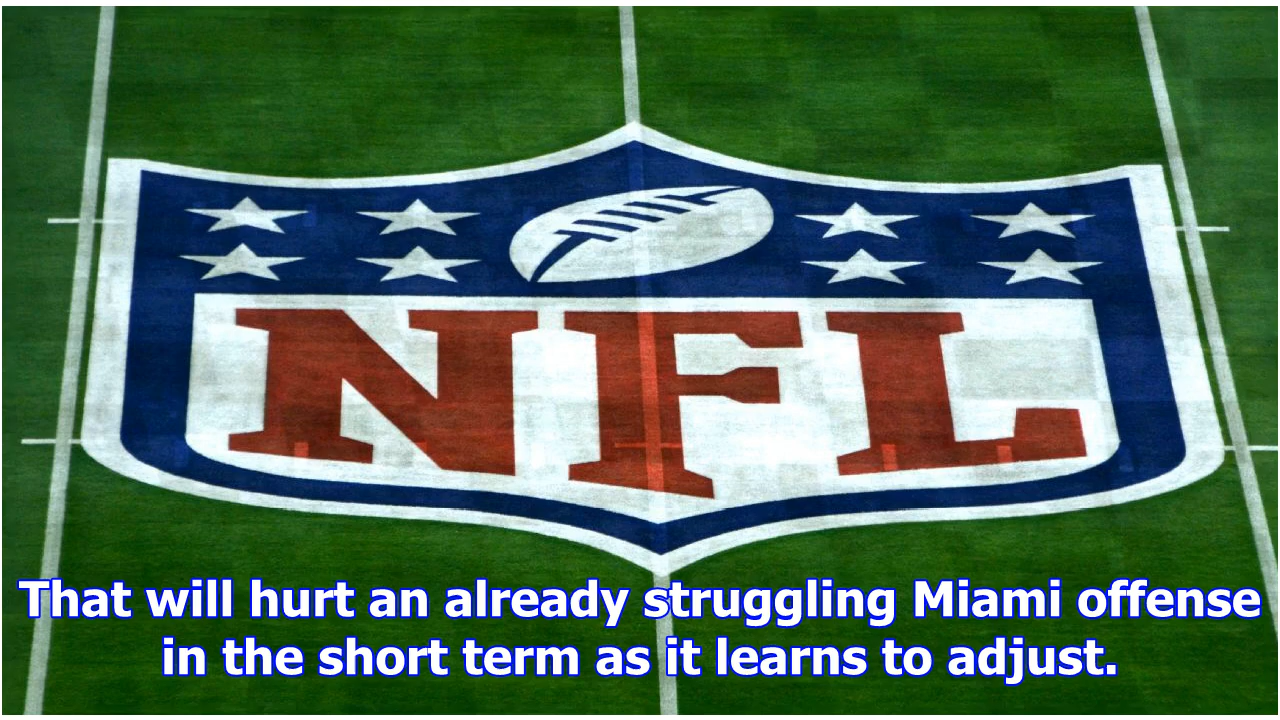 NFL
That will hurt an already struggling Miami offense
in the short term as it learns to adjust.